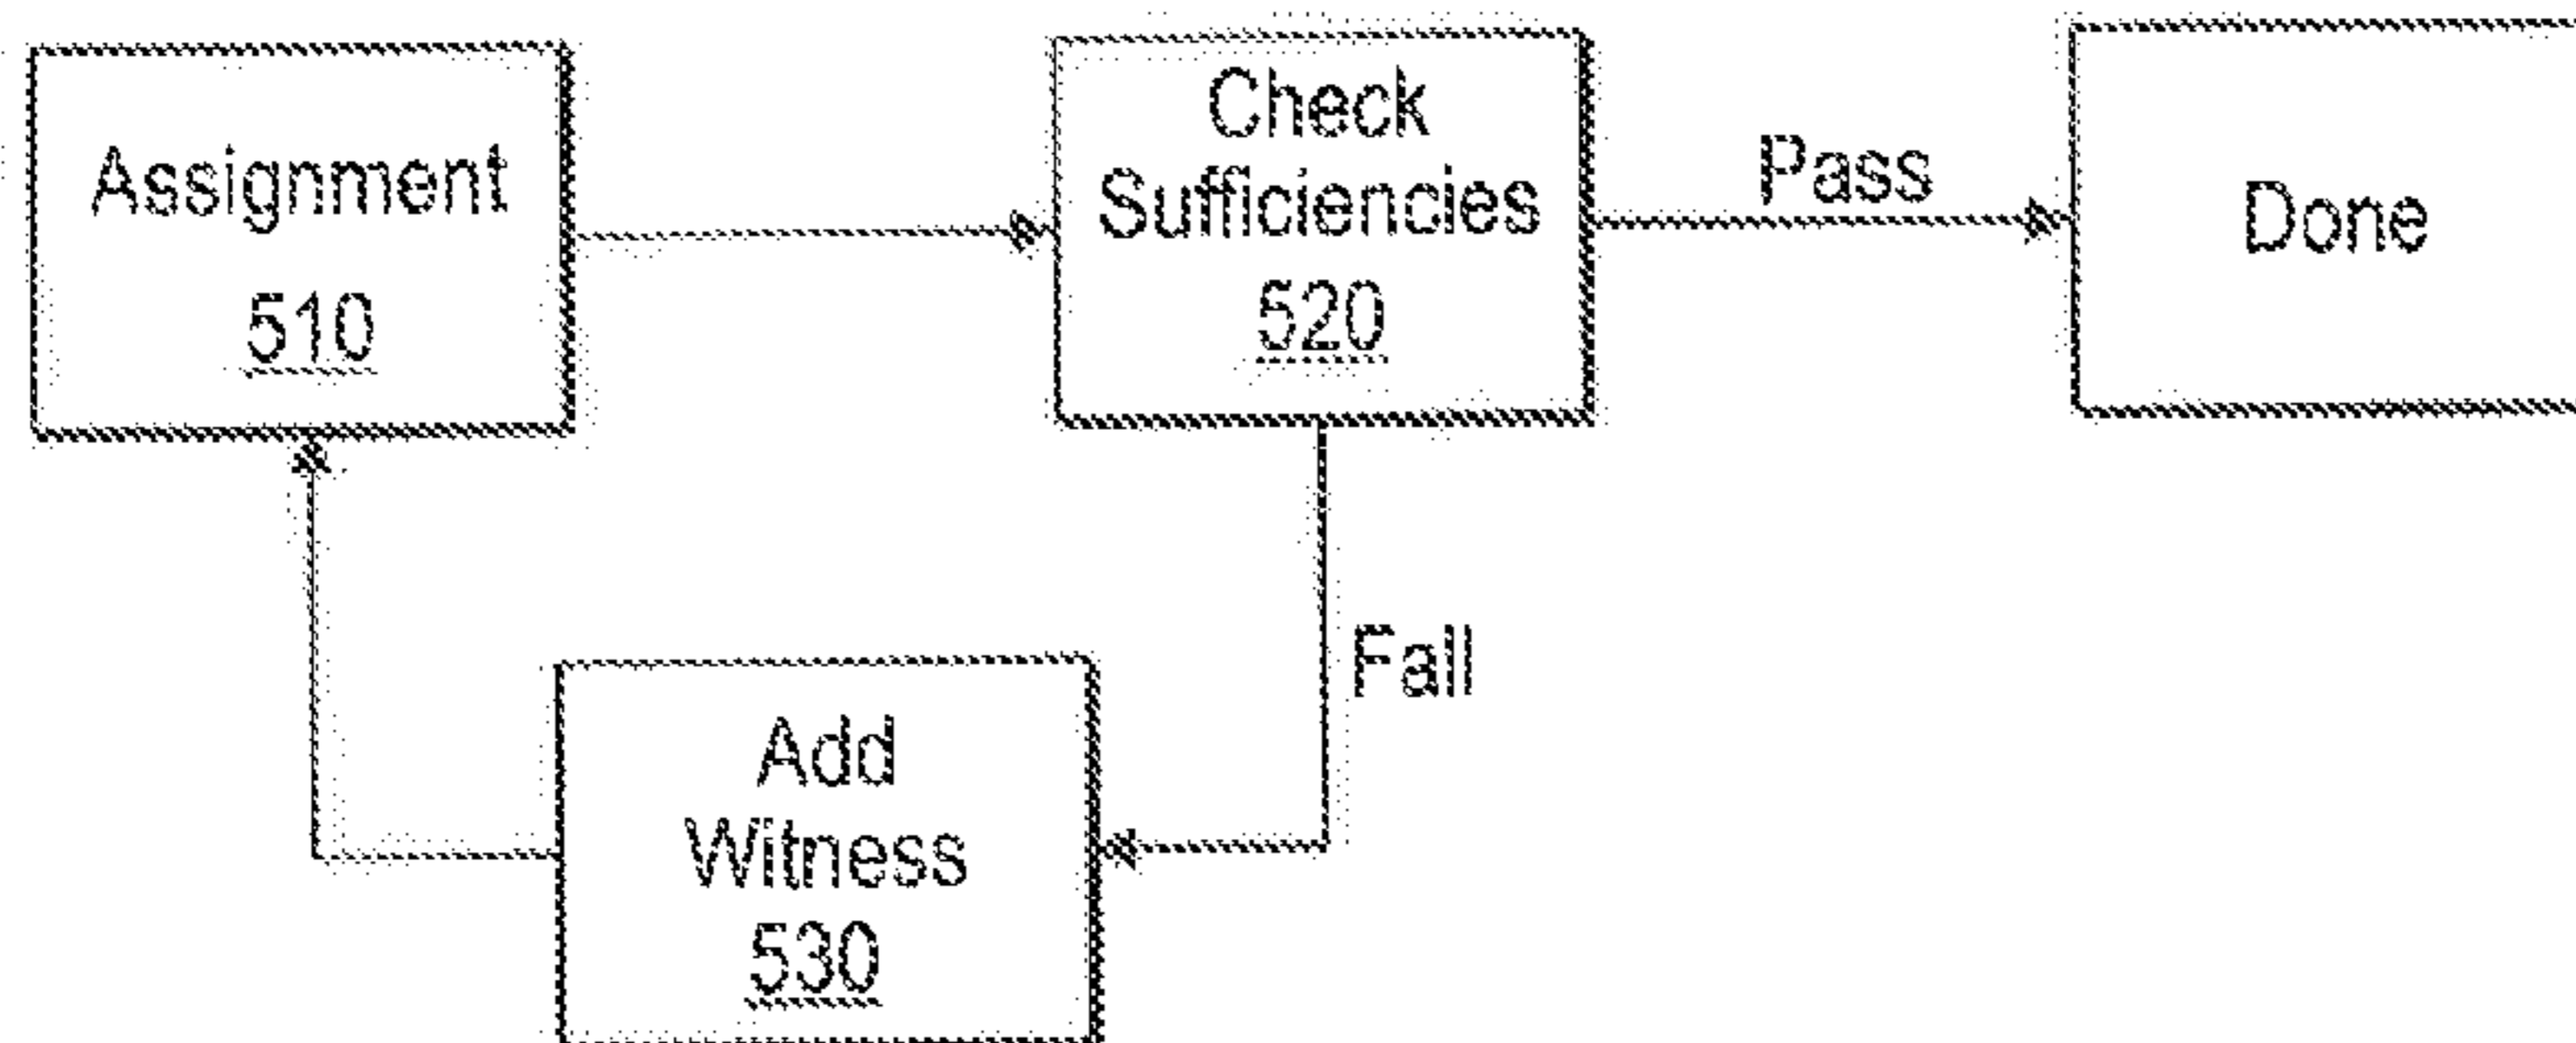 Assignment
510
Check
Sufficiencies
520
Pass
Done
Fail
Add
Witness
530